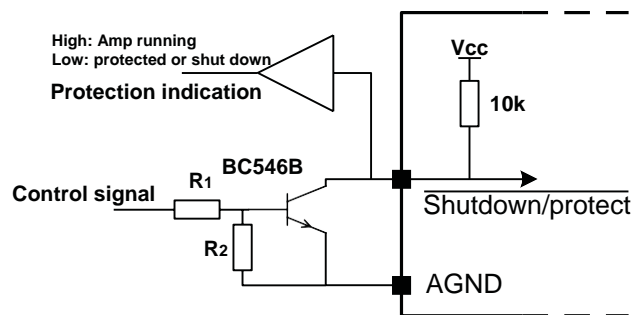 High: Amp running
Low: protected or shut down
Protection indication
Vcc
10k
BC546B
R1
Control signal
Shutdown/protect
R2
AGND